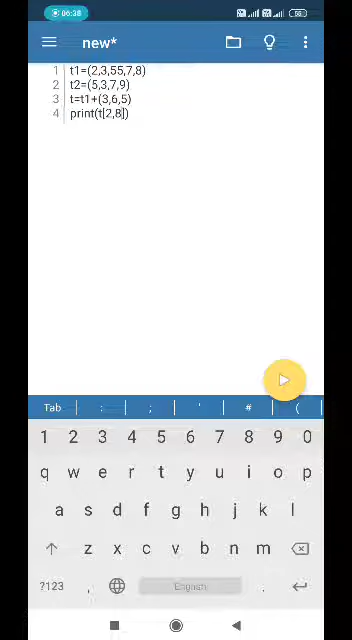 06:38
new*
1 t1=(2,3,55,7,8)
2 t2=(5,3,7,9)
3 t=t1+(3,6,5)
4 print(t[2,8])
Tab : ; ' # (
1 2 3 4 5 6 7 8 9 0
q w e r t y u i o p
a s d f g h j k l
z x c v b n m
?123 , English .